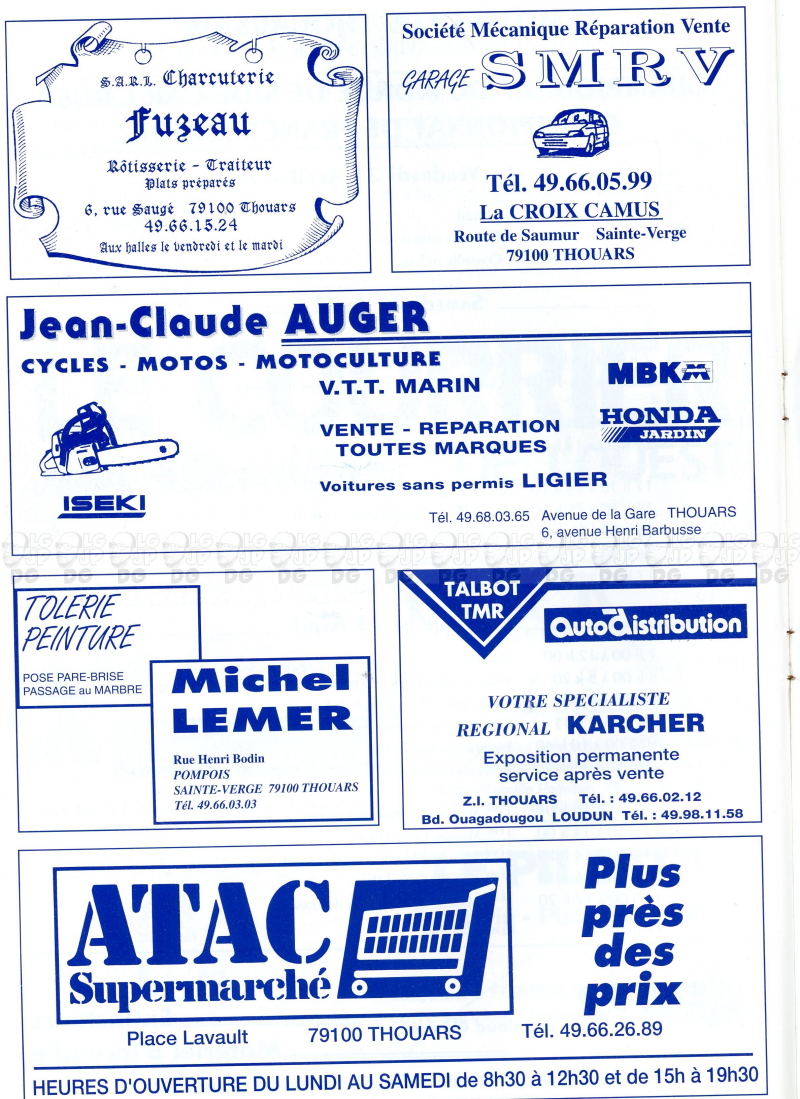 S.A.R.L. Charcuterie
Fuzeau
Rôtisserie - Traiteur
Plats préparés
6, rue Saugé 79100 Thouars
49.66.15.24
Aux halles le vendredi et le mardi
Société Mécanique Réparation Vente
GARAGE SMRV
Tél. 49.66.05.99
La CROIX CAMUS
Route de Saumur Sainte-Verge
79100 THOUARS
Jean-Claude AUGER
CYCLES - MOTOS - MOTOCULTURE
V.T.T. MARIN
MBK
VENTE - REPARATION
TOUTES MARQUES
HONDA
JARDIN
Voitures sans permis LIGIER
ISEKI
Tél. 49.68.03.65 Avenue de la Gare THOUARS
6, avenue Henri Barbusse
TOLERIE
PEINTURE
POSE PARE-BRISE
PASSAGE au MARBRE
Michel
LEMER
Rue Henri Bodin
POMPOIS
SAINTE-VERGE 79100 THOUARS
Tél. 49.66.03.03
TALBOT
TMR
autoDistribution
VOTRE SPECIALISTE
REGIONAL KARCHER
Exposition permanente
service après vente
Z.I. THOUARS Tél. : 49.66.02.12
Bd. Ouagadougou LOUDUN Tél. : 49.98.11.58
ATAC
Supermarché
Plus
près
des
prix
Place Lavault 79100 THOUARS Tél. 49.66.26.89
HEURES D'OUVERTURE DU LUNDI AU SAMEDI de 8h30 à 12h30 et de 15h à 19h30